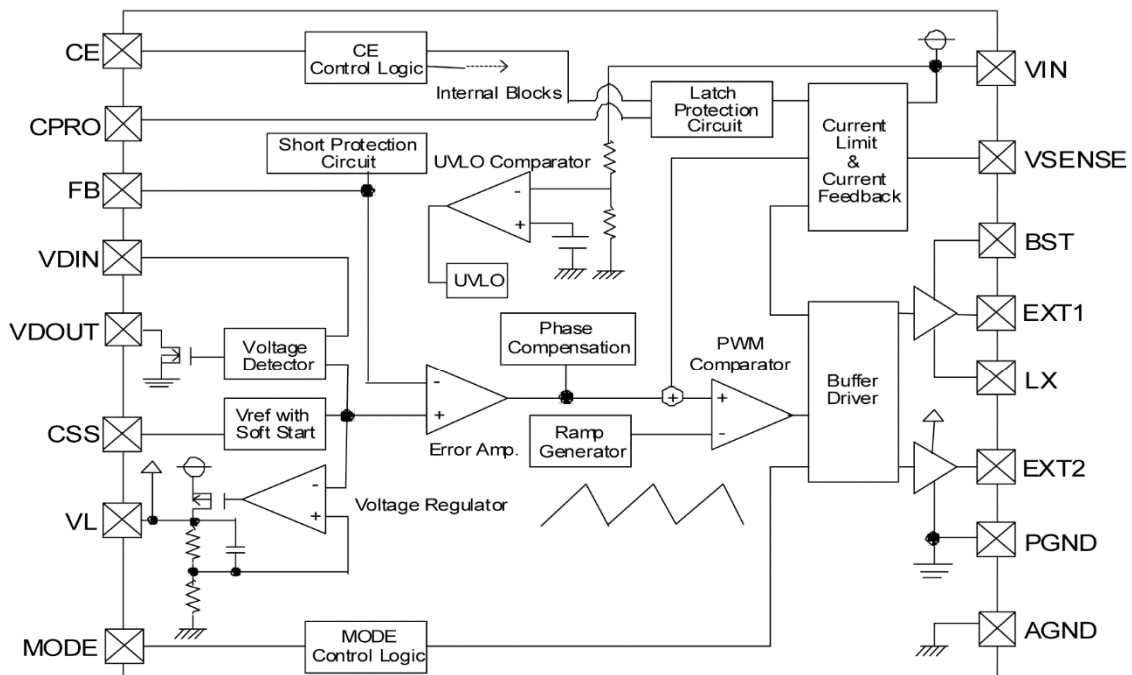 CE
CE
Control Logic
Internal Blocks
VIN
CPRO
Latch
Protection
Circuit
Current
Limit
&
Current
Feedback
Short Protection
Circuit
UVLO Comparator
VSENSE
FB
-
+
UVLO
VDIN
BST
VDOUT
Voltage
Detector
Phase
Compensation
PWM
Comparator
Buffer
Driver
EXT1
LX
CSS
Vref with
Soft Start
-
+
Error Amp.
+
Ramp
Generator
+
-
VL
-
+
Voltage Regulator
EXT2
PGND
MODE
MODE
Control Logic
AGND